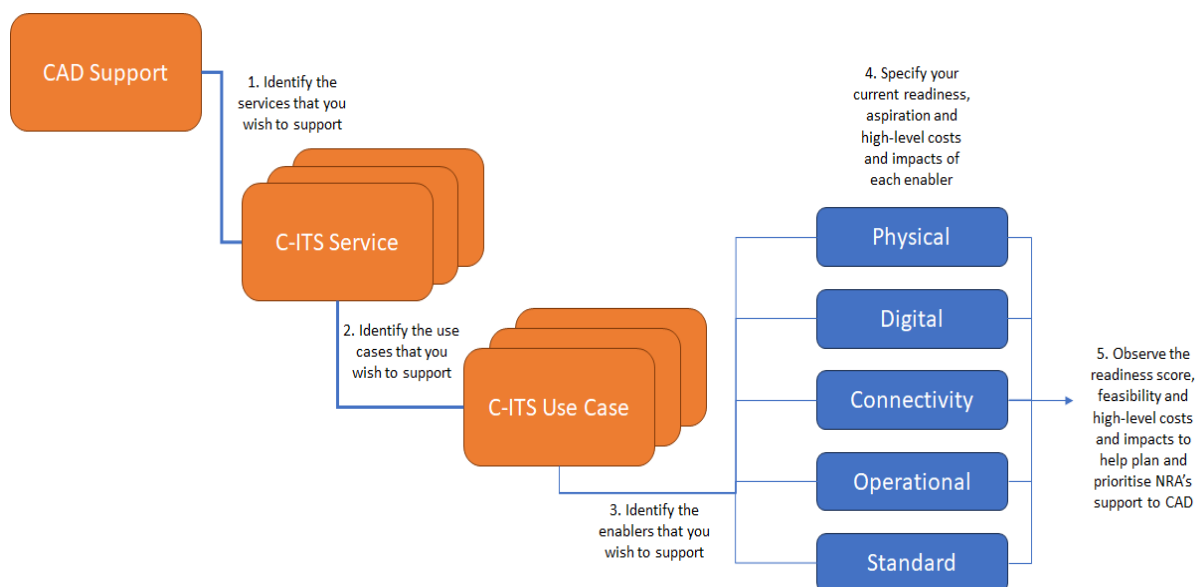 CAD Support
1. Identify the
services that you
wish to support
C-ITS Service
2. Identify the use
cases that you
wish to support
C-ITS Use Case
3. Identify the
enablers that you
wish to support
4. Specify your
current readiness,
aspiration and
high-level costs
and impacts of
each enabler
Physical
Digital
Connectivity
Operational
Standard
5. Observe the
readiness score,
feasibility and
high-level costs
and impacts to
help plan and
prioritise NRA's
support to CAD